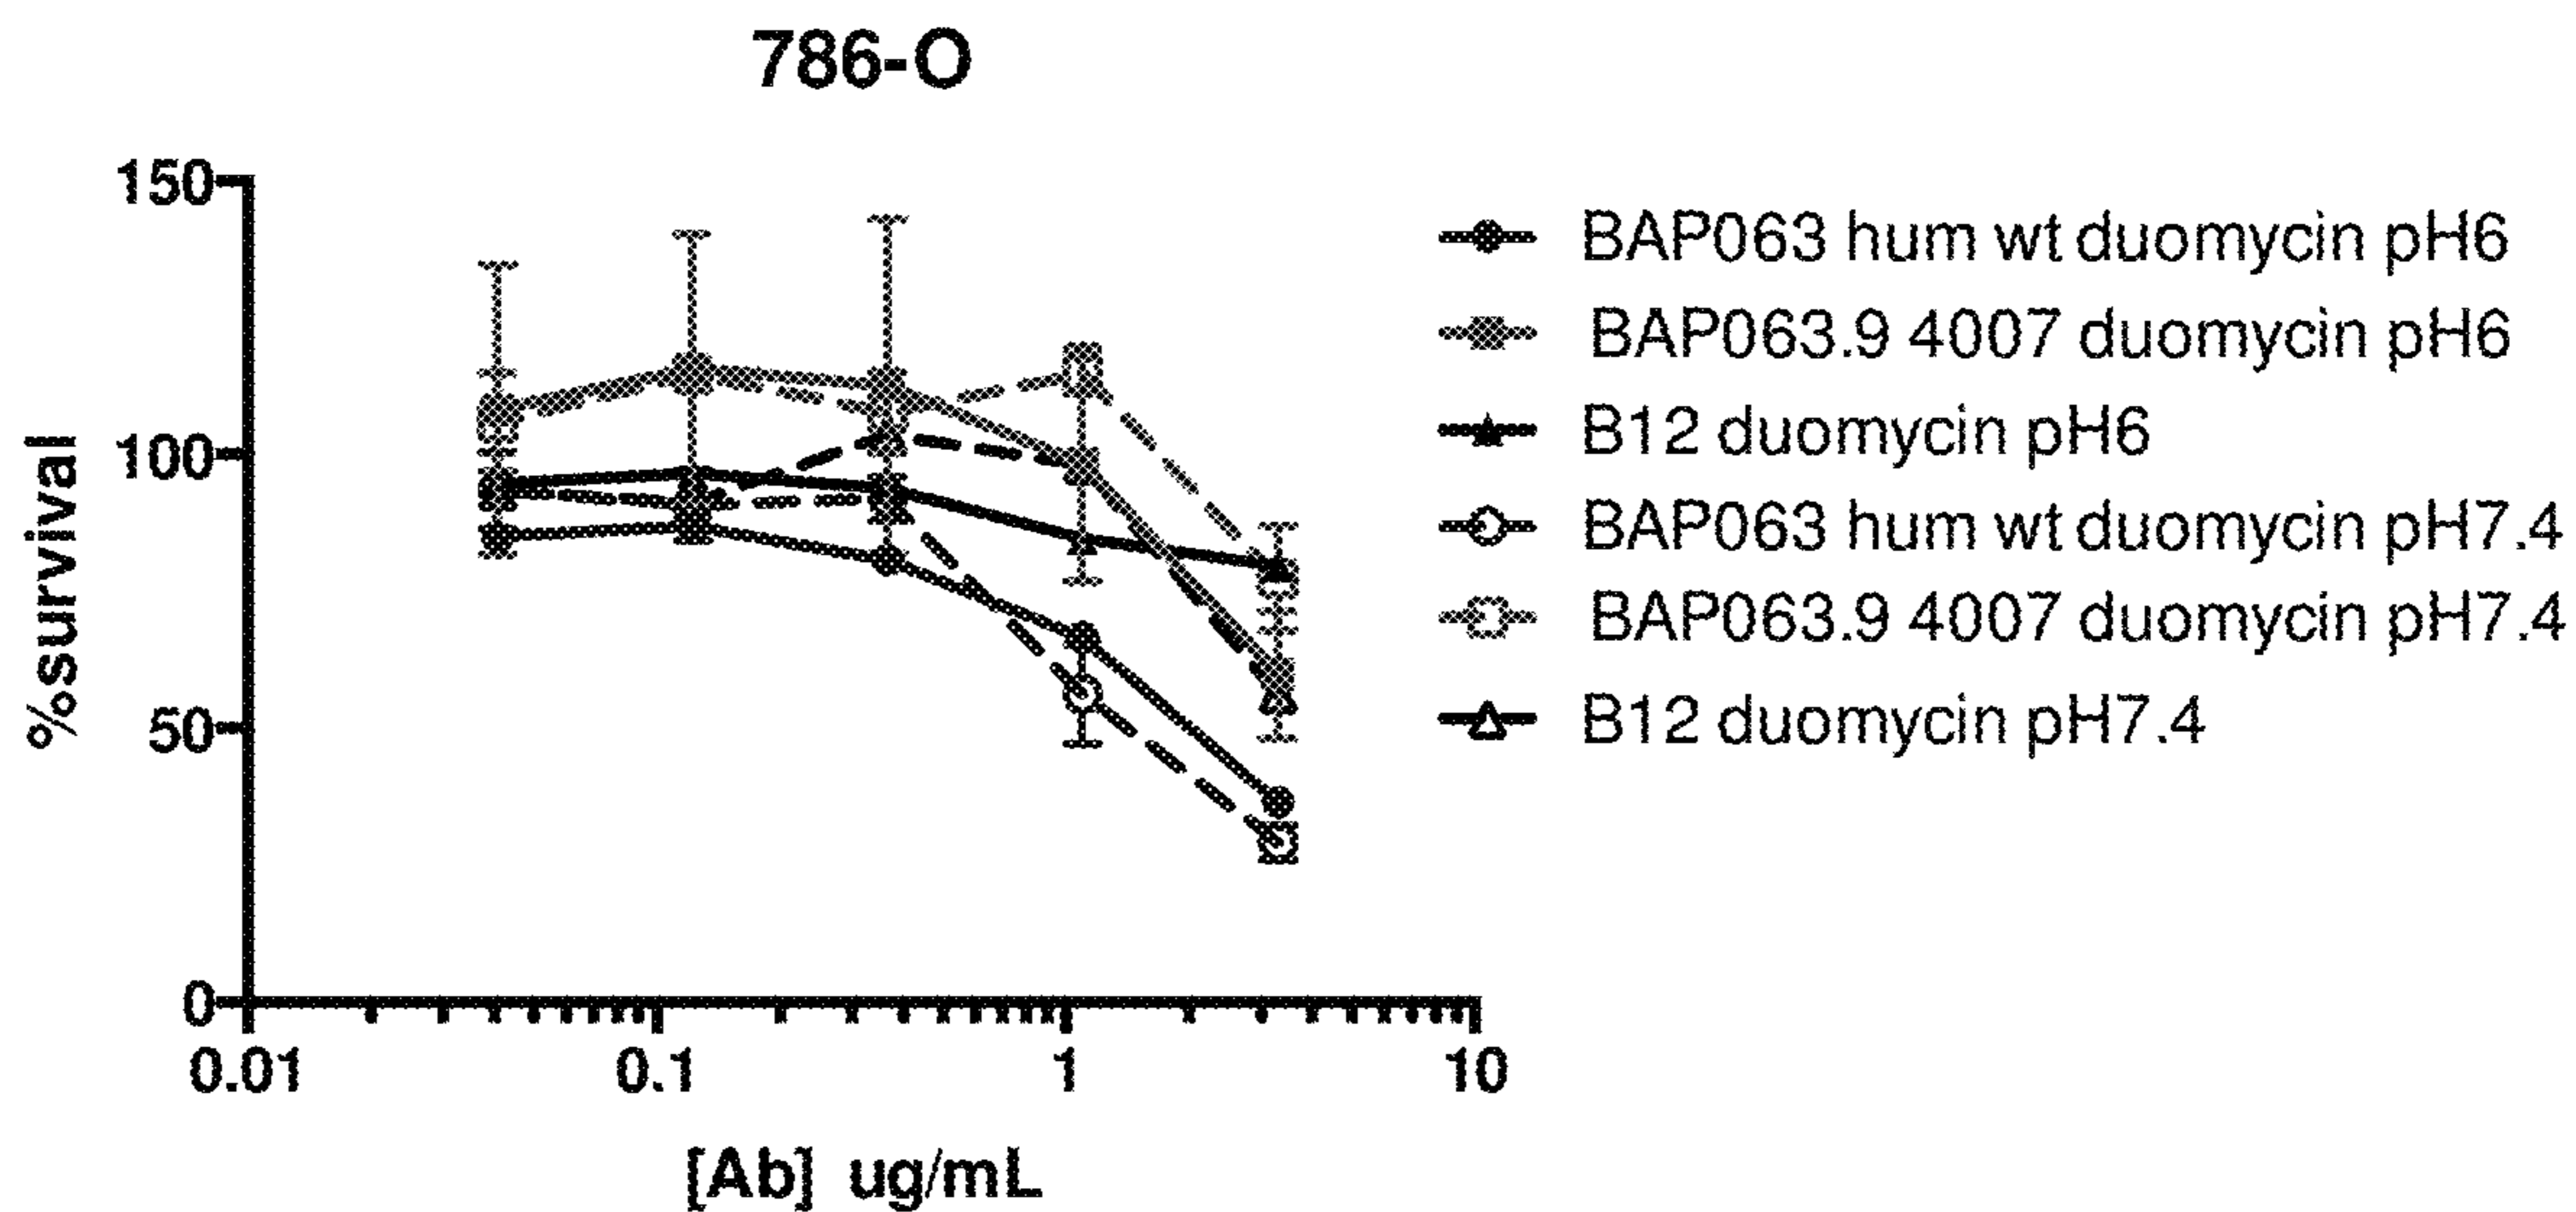 786-O
150
100
50
0
%survival
0.01
0.1
1
10
[Ab] ug/mL
BAP063 hum wt duomycin pH6
BAP063.9 4007 duomycin pH6
B12 duomycin pH6
BAP063 hum wt duomycin pH7.4
BAP063.9 4007 duomycin pH7.4
B12 duomycin pH7.4